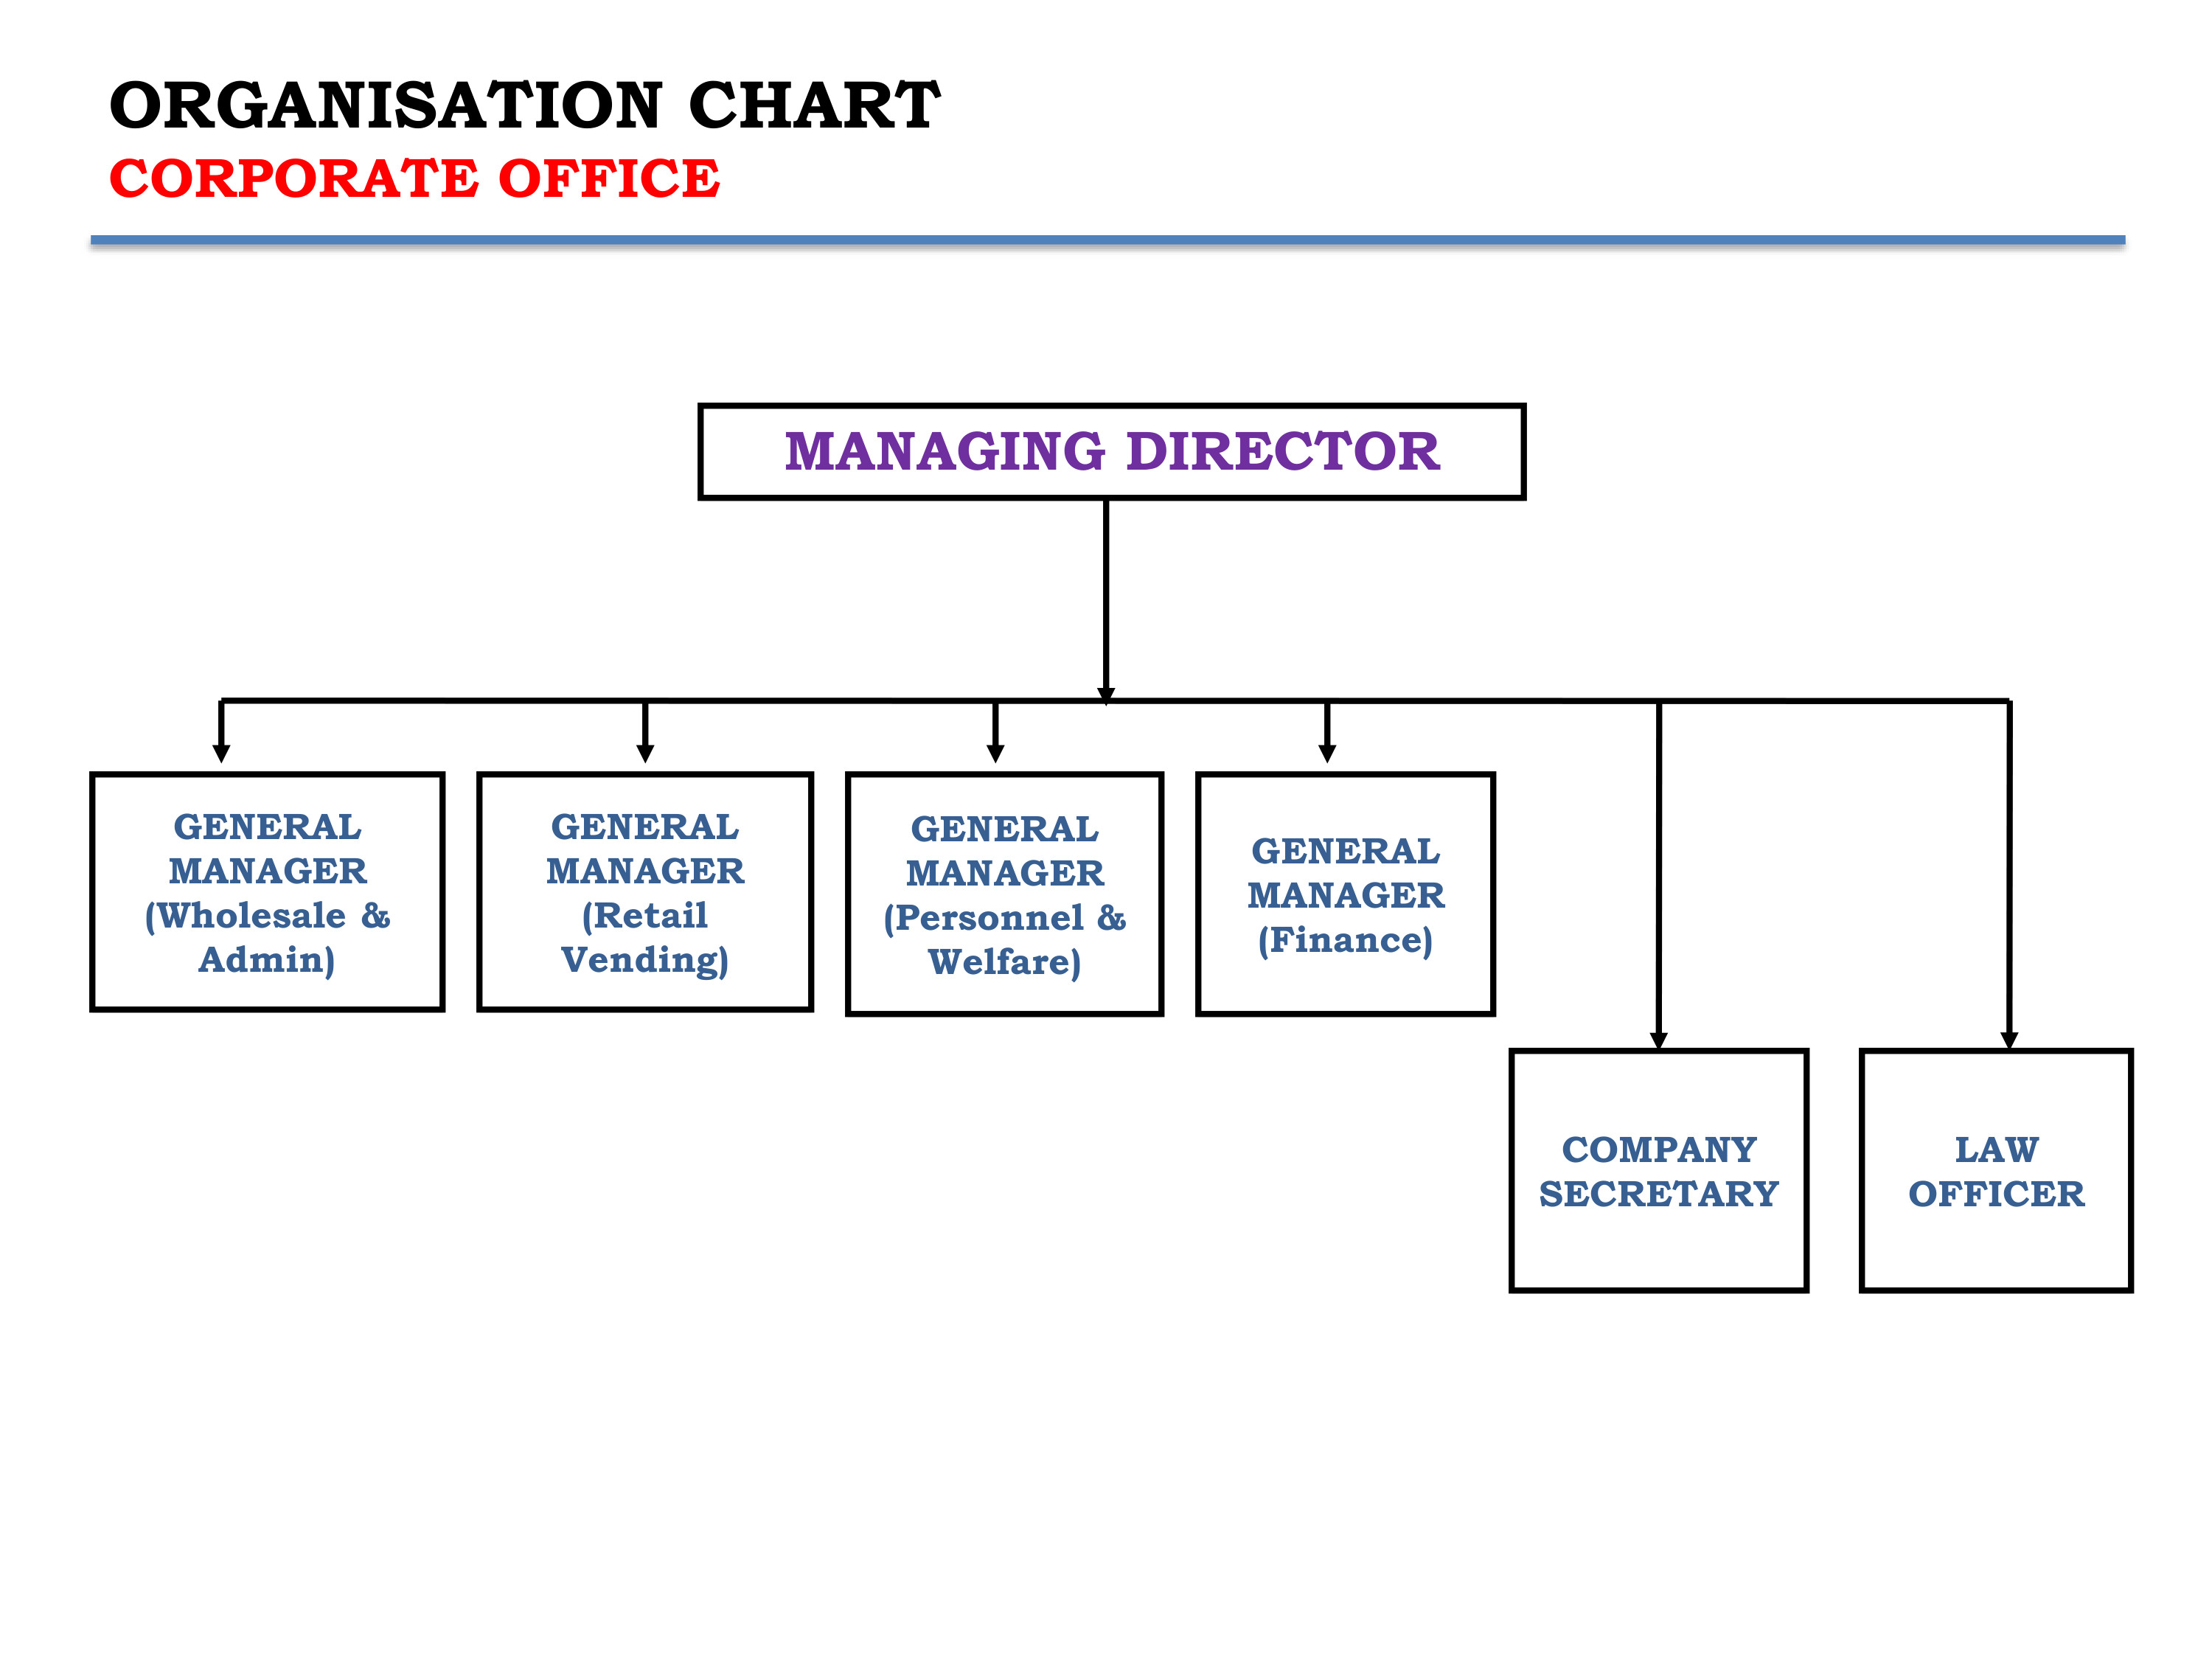 ORGANISATION CHART
CORPORATE OFFICE
MANAGING DIRECTOR
GENERAL
MANAGER
(Wholesale &
Admin)
GENERAL
MANAGER
(Retail
Vending)
GENERAL
MANAGER
(Personnel &
Welfare)
GENERAL
MANAGER
(Finance)
COMPANY
SECRETARY
LAW
OFFICER